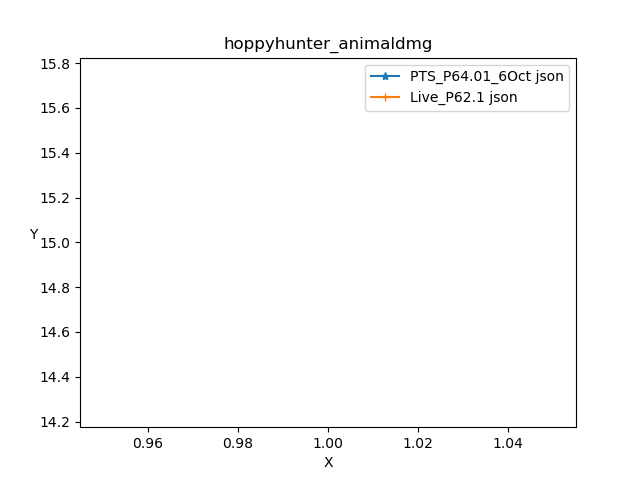 hoppyhunter_animaldmg
PTS_P64.01_6Oct json
Live_P62.1 json
15.8
15.6
15.4
15.2
15.0
14.8
14.6
14.4
14.2
Y
0.96 0.98 1.00 1.02 1.04
X